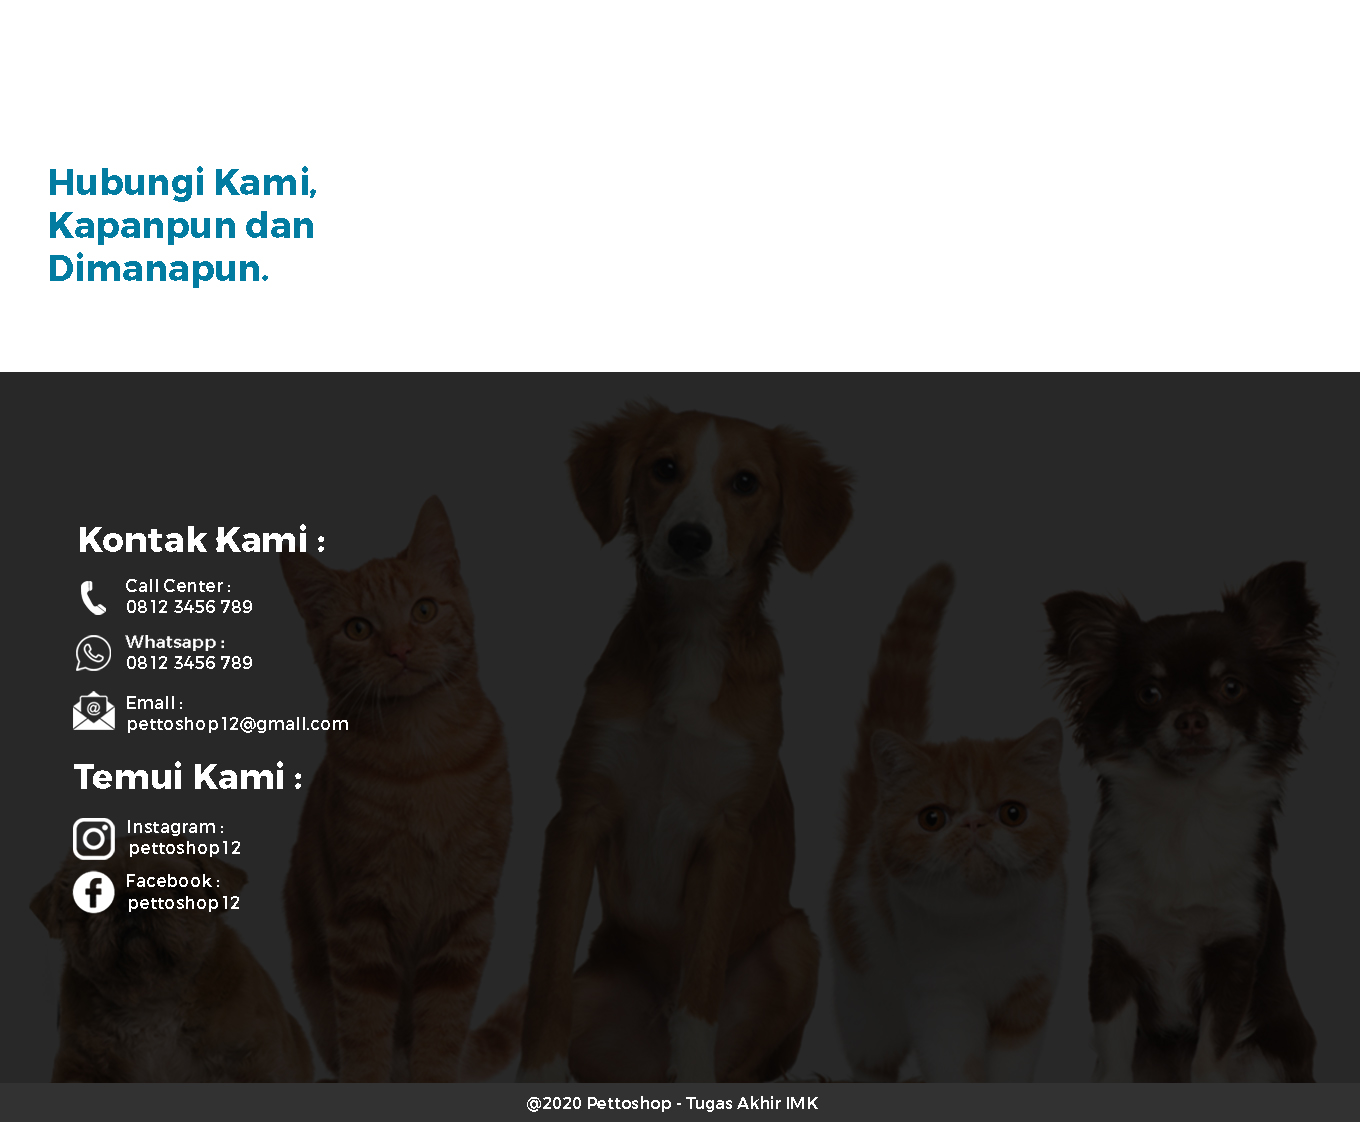 Hubungi Kami,
Kapanpun dan
Dimanapun.
Kontak Kami :
Call Center :
0812 3456 789
Whatsapp :
0812 3456 789
@
Email :
pettoshop12@gmail.com
Temui Kami :
Instagram :
pettoshop12
Facebook :
pettoshop12
@2020 Pettoshop - Tugas Akhir IMK